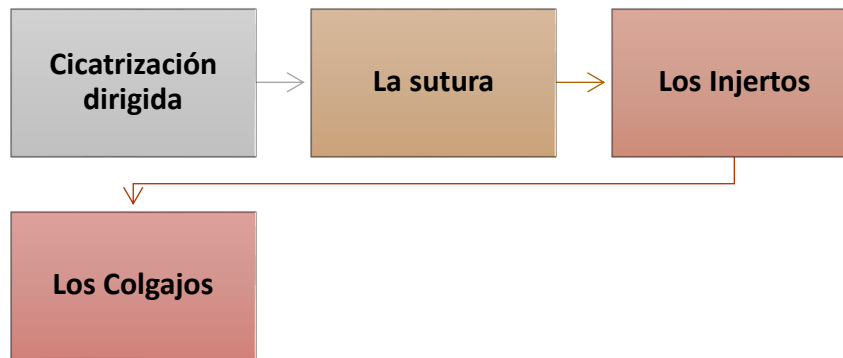 Cicatrización
dirigida
La sutura
Los Injertos
Los Colgajos